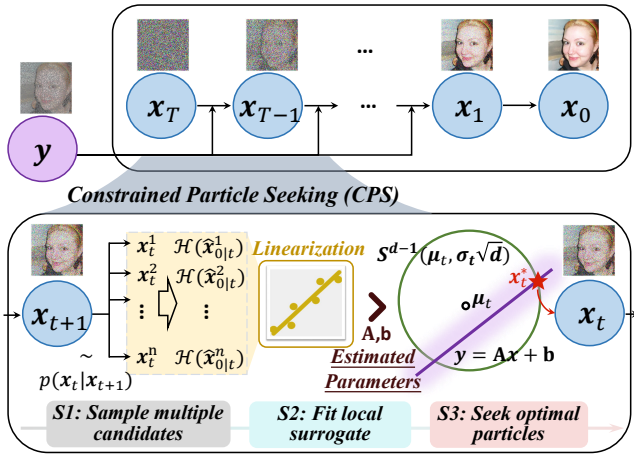 ...
x_T
x_{T-1}
...
x_1
x_0
y
Constrained Particle Seeking (CPS)
x_{t+1}
~
p(x_t|x_{t+1})
x_t^1 ℋ(x̂_{0|t}^1)
x_t^2 ℋ(x̂_{0|t}^2)
⋮ ⋮
x_t^n ℋ(x̂_{0|t}^n)
Linearization
A,b
Estimated
Parameters
S^{d-1}(μ_t, σ_t√d)
x_t^*
μ_t
y = Ax + b
x_t
S1: Sample multiple
candidates
S2: Fit local
surrogate
S3: Seek optimal
particles